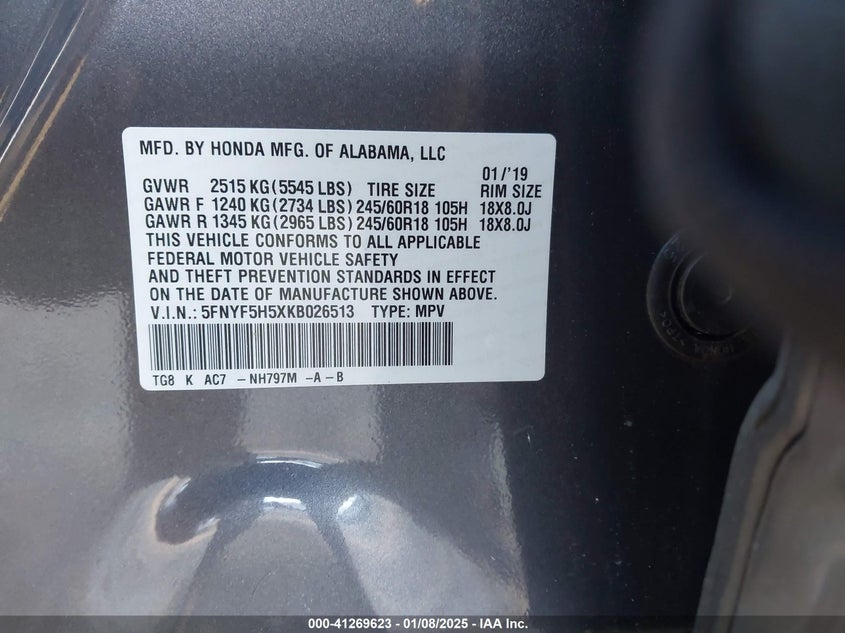 MFD. BY HONDA MFG. OF ALABAMA, LLC
01/'19
GVWR 2515 KG (5545 LBS) TIRE SIZE RIM SIZE
GAWR F 1240 KG (2734 LBS) 245/60R18 105H 18X8.0J
GAWR R 1345 KG (2965 LBS) 245/60R18 105H 18X8.0J
THIS VEHICLE CONFORMS TO ALL APPLICABLE
FEDERAL MOTOR VEHICLE SAFETY
AND THEFT PREVENTION STANDARDS IN EFFECT
ON THE DATE OF MANUFACTURE SHOWN ABOVE.
V.I.N.: 5FNYF5H5XKB026513 TYPE: MPV
TG8 K AC7 - NH797M - A - B
000-41269623 - 01/08/2025 - IAA Inc.